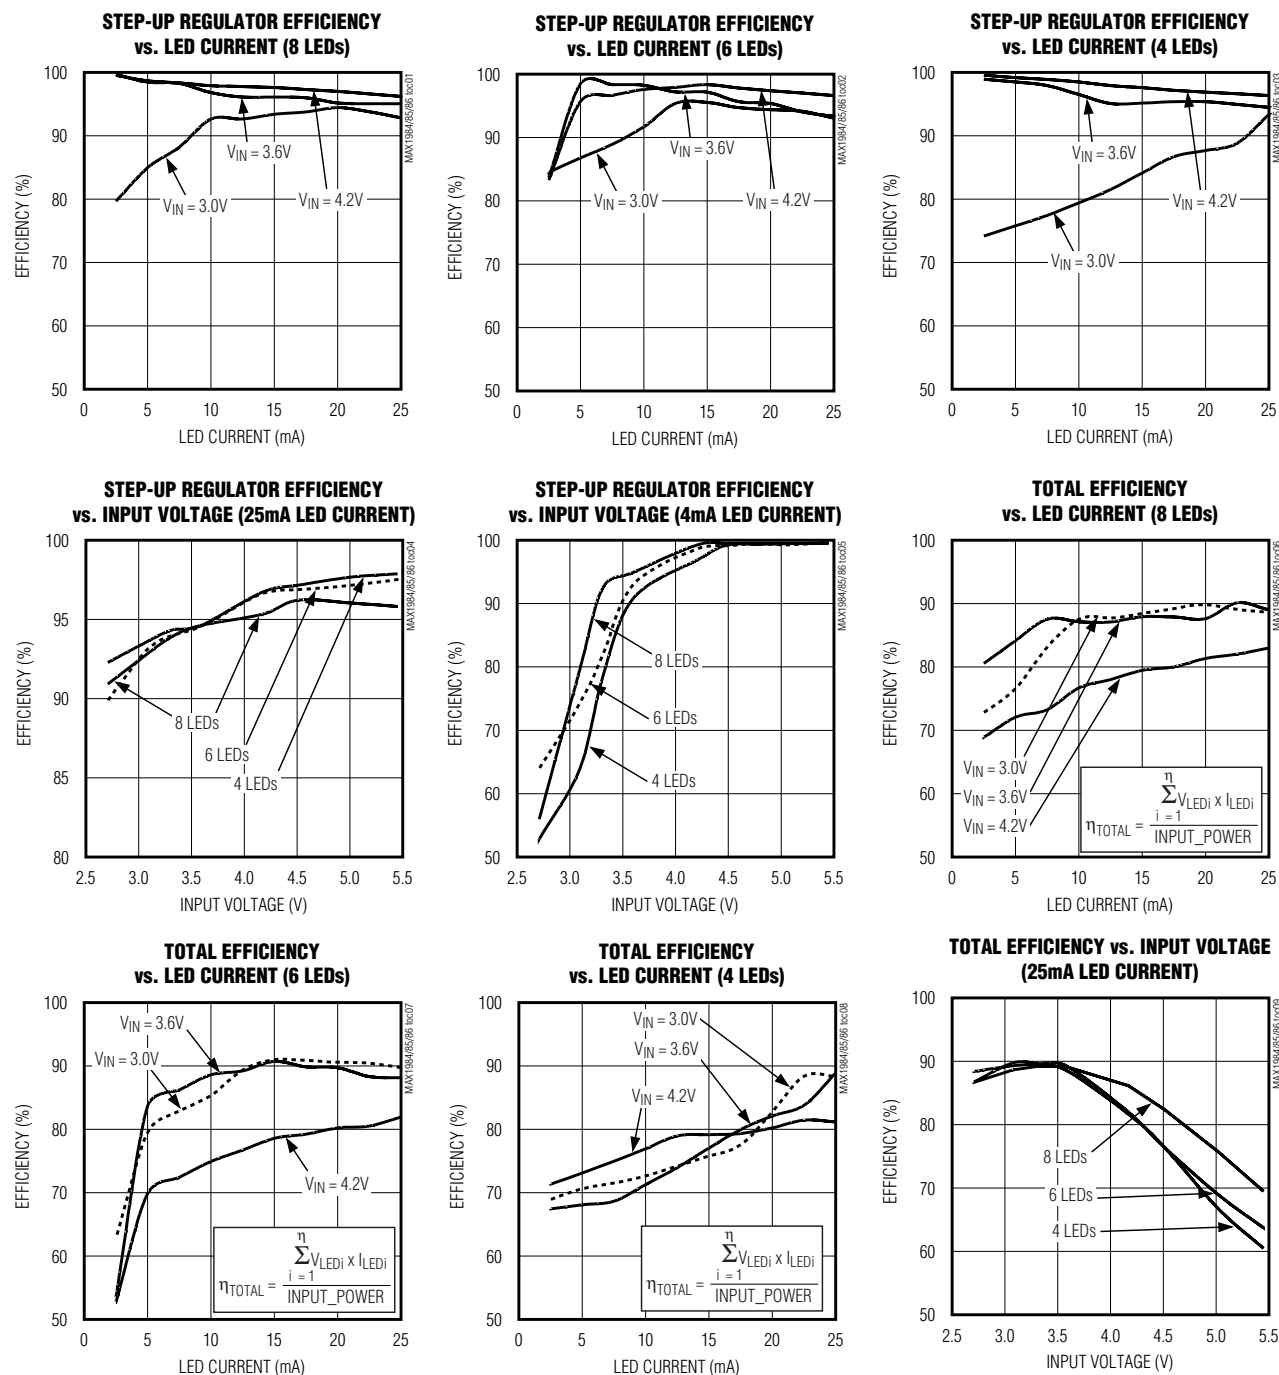 STEP-UP REGULATOR EFFICIENCY
vs. LED CURRENT (8 LEDs)
MAX1984/85/86 toc01
EFFICIENCY (%)
100
90
80
70
60
50
VIN = 3.6V
VIN = 3.0V
VIN = 4.2V
0 5 10 15 20 25
LED CURRENT (mA)
STEP-UP REGULATOR EFFICIENCY
vs. LED CURRENT (6 LEDs)
MAX1984/85/86 toc02
EFFICIENCY (%)
100
90
80
70
60
50
VIN = 3.6V
VIN = 3.0V
VIN = 4.2V
0 5 10 15 20 25
LED CURRENT (mA)
STEP-UP REGULATOR EFFICIENCY
vs. LED CURRENT (4 LEDs)
MAX1984/85/86 toc03
EFFICIENCY (%)
100
90
80
70
60
50
VIN = 3.6V
VIN = 4.2V
VIN = 3.0V
0 5 10 15 20 25
LED CURRENT (mA)
STEP-UP REGULATOR EFFICIENCY
vs. INPUT VOLTAGE (25mA LED CURRENT)
MAX1984/85/86 toc04
EFFICIENCY (%)
100
95
90
85
80
8 LEDs
6 LEDs
4 LEDs
2.5 3.0 3.5 4.0 4.5 5.0 5.5
INPUT VOLTAGE (V)
STEP-UP REGULATOR EFFICIENCY
vs. INPUT VOLTAGE (4mA LED CURRENT)
MAX1984/85/86 toc05
EFFICIENCY (%)
100
90
80
70
60
50
8 LEDs
6 LEDs
4 LEDs
2.5 3.0 3.5 4.0 4.5 5.0 5.5
INPUT VOLTAGE (V)
TOTAL EFFICIENCY
vs. LED CURRENT (8 LEDs)
MAX1984/85/86 toc06
EFFICIENCY (%)
100
90
80
70
60
50
VIN = 3.0V
VIN = 3.6V
VIN = 4.2V
η
Σ VLEDi x ILEDi
i = 1
ηTOTAL =
INPUT_POWER
0 5 10 15 20 25
LED CURRENT (mA)
TOTAL EFFICIENCY
vs. LED CURRENT (6 LEDs)
MAX1984/85/86 toc07
EFFICIENCY (%)
100
90
80
70
60
50
VIN = 3.6V
VIN = 3.0V
VIN = 4.2V
η
Σ VLEDi x ILEDi
i = 1
ηTOTAL =
INPUT_POWER
0 5 10 15 20 25
LED CURRENT (mA)
TOTAL EFFICIENCY
vs. LED CURRENT (4 LEDs)
MAX1984/85/86 toc08
EFFICIENCY (%)
100
90
80
70
60
50
VIN = 3.0V
VIN = 3.6V
VIN = 4.2V
η
Σ VLEDi x ILEDi
i = 1
ηTOTAL =
INPUT_POWER
0 5 10 15 20 25
LED CURRENT (mA)
TOTAL EFFICIENCY vs. INPUT VOLTAGE
(25mA LED CURRENT)
MAX1984/85/86 toc09
EFFICIENCY (%)
100
90
80
70
60
50
8 LEDs
6 LEDs
4 LEDs
2.5 3.0 3.5 4.0 4.5 5.0 5.5
INPUT VOLTAGE (V)